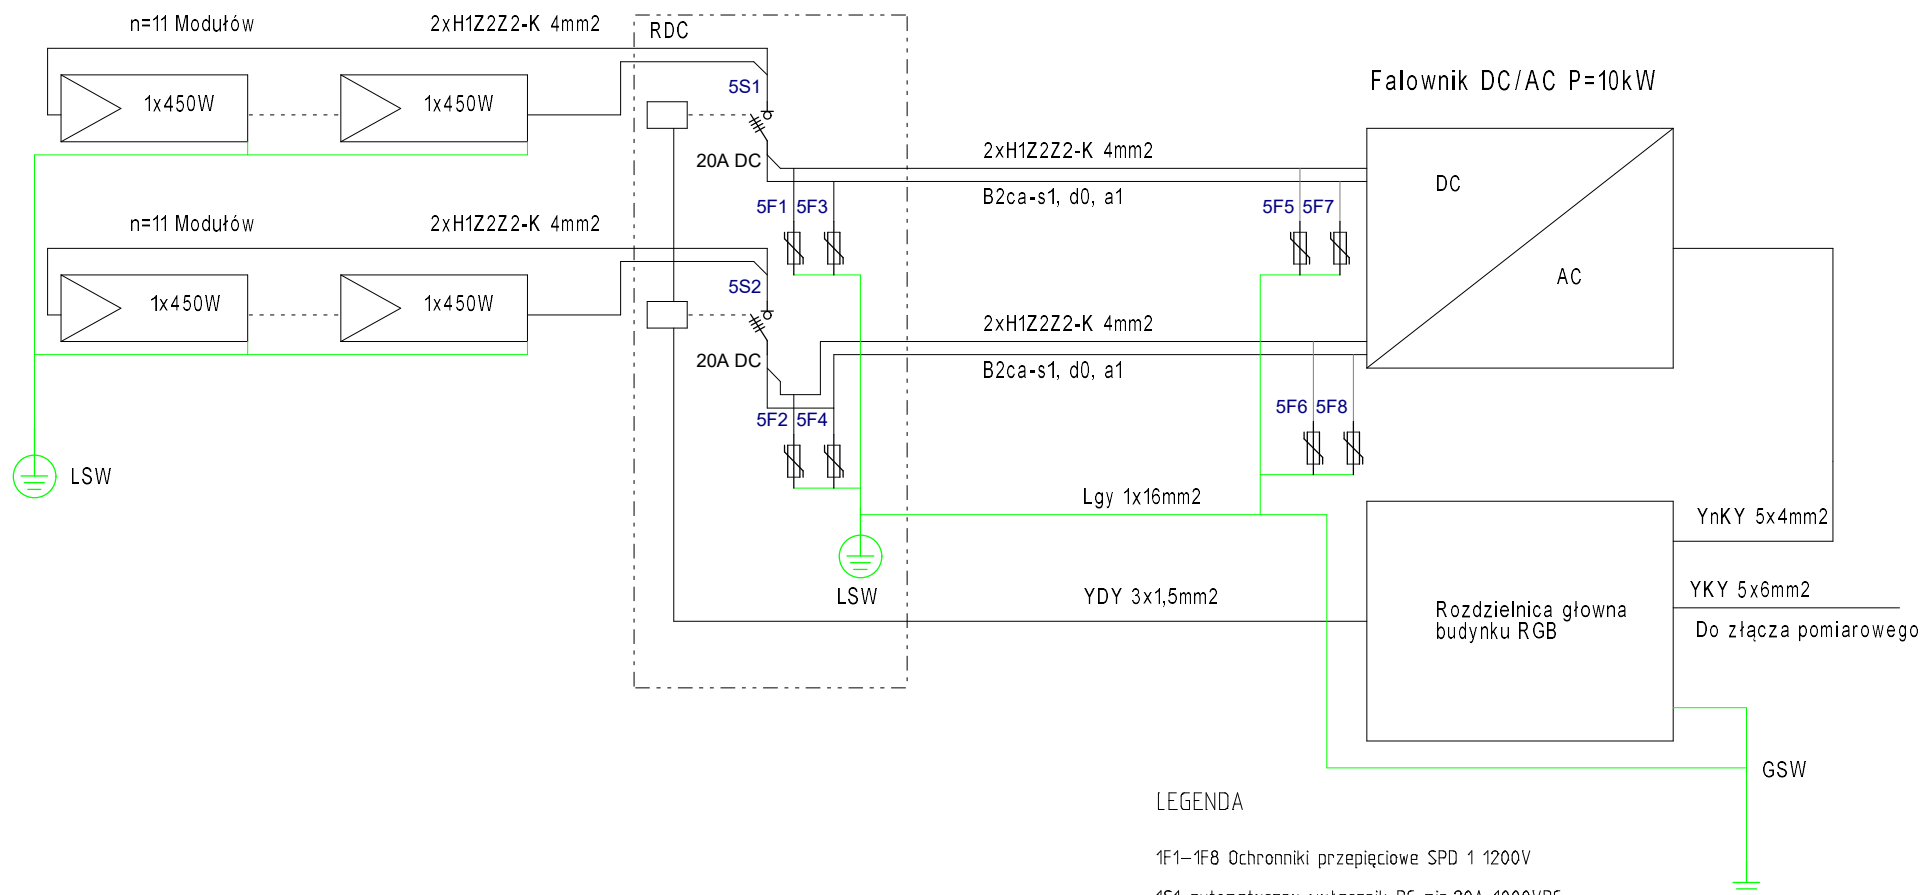 n=11 Modułów
2xH1Z2Z2-K 4mm2
RDC
1x450W
1x450W
5S1
20A DC
Falownik DC/AC P=10kW
2xH1Z2Z2-K 4mm2
B2ca-s1, d0, a1
DC
AC
5F1 5F3
5F5 5F7
n=11 Modułów
2xH1Z2Z2-K 4mm2
1x450W
1x450W
5S2
20A DC
2xH1Z2Z2-K 4mm2
B2ca-s1, d0, a1
5F2 5F4
5F6 5F8
LSW
Lgy 1x16mm2
YnKY 5x4mm2
LSW
YDY 3x1,5mm2
YKY 5x6mm2
Rozdzielnica głowna
budynku RGB
Do złącza pomiarowego
GSW
LEGENDA
1F1-1F8 Ochronniki przepięciowe SPD 1 1200V